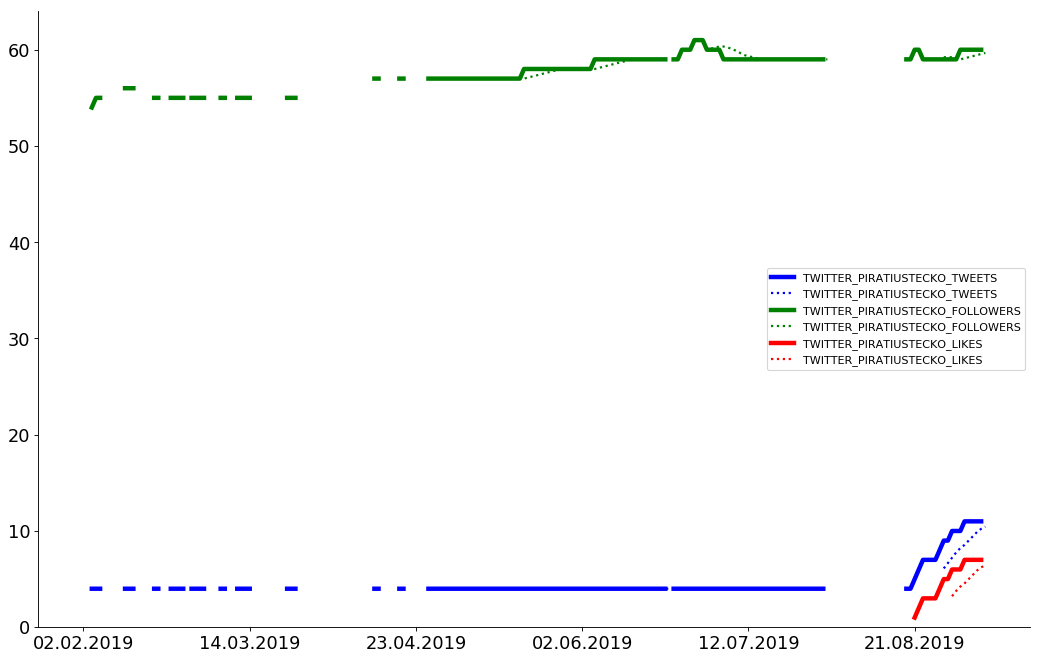 60
50
40
30
20
10
0
TWITTER_PIRATIUSTECKO_TWEETS
TWITTER_PIRATIUSTECKO_TWEETS
TWITTER_PIRATIUSTECKO_FOLLOWERS
TWITTER_PIRATIUSTECKO_FOLLOWERS
TWITTER_PIRATIUSTECKO_LIKES
TWITTER_PIRATIUSTECKO_LIKES
02.02.2019 14.03.2019 23.04.2019 02.06.2019 12.07.2019 21.08.2019